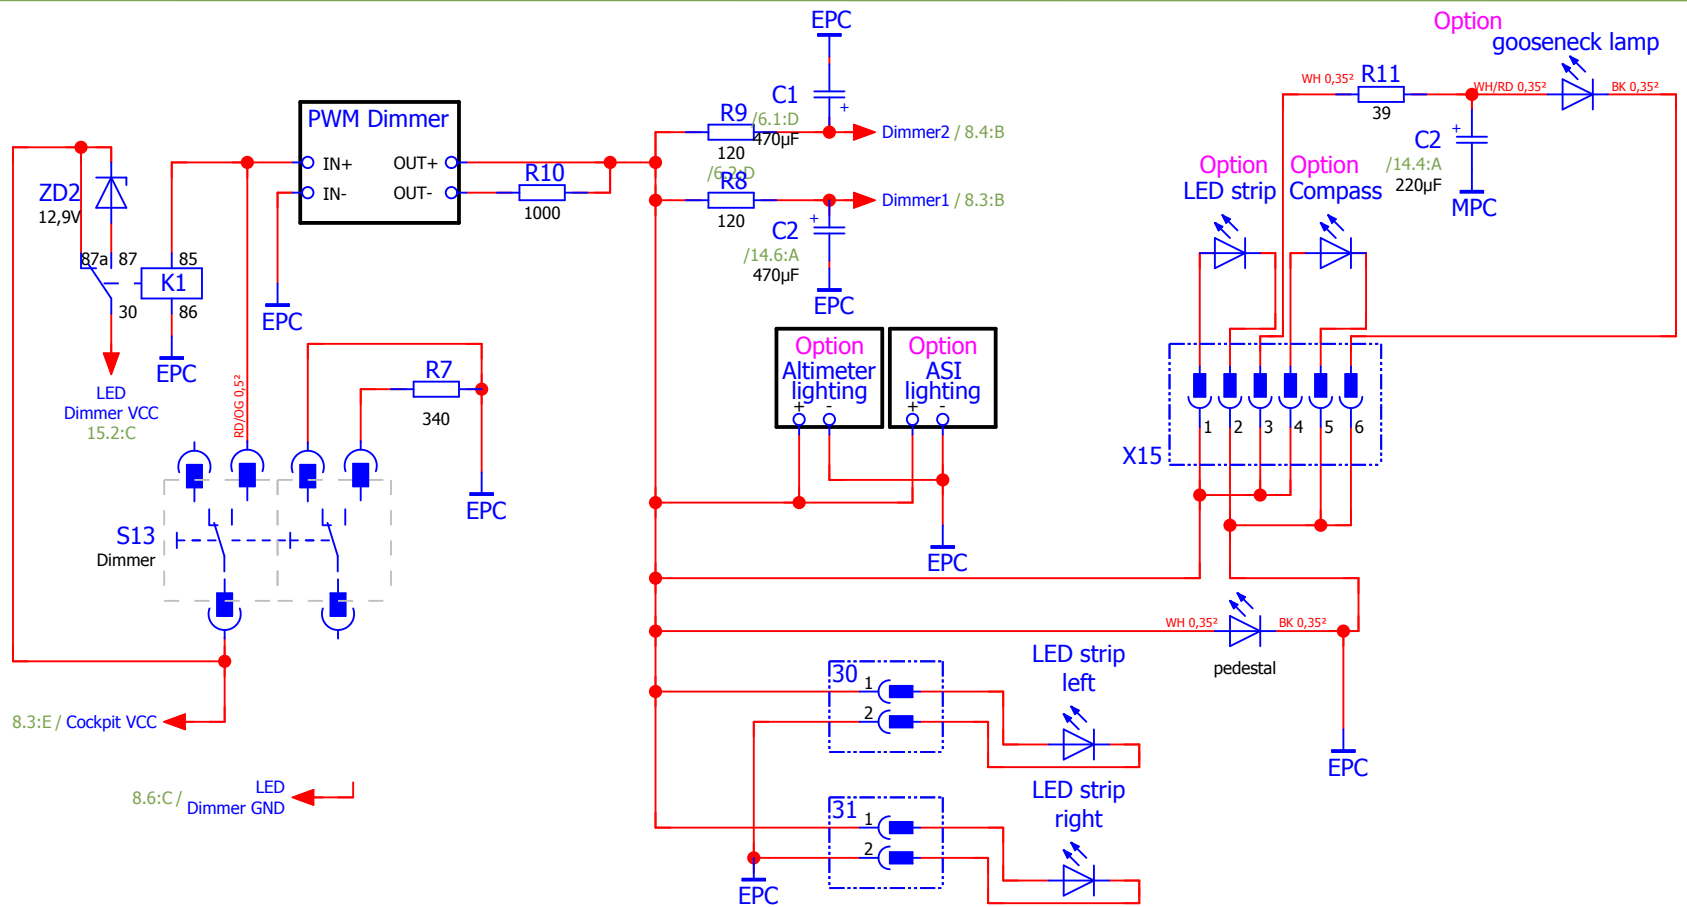 EPC
Option
gooseneck lamp
WH 0,35²
R11
39
WH/RD 0,35²
BK 0,35²
C2
+
/14.4:A
220µF
MPC
PWM Dimmer
IN+
OUT+
IN-
OUT-
R10
1000
C1
+
/6.1:D
470µF
R9
120
Dimmer2 / 8.4:B
/6.2:D
R8
120
Dimmer1 / 8.3:B
+
C2
/14.6:A
470µF
EPC
ZD2
12,9V
87a
87
85
K1
30
86
EPC
EPC
LED
Dimmer VCC
15.2:C
RD/OG 0,5²
R7
340
EPC
S13
Dimmer
8.3:E / Cockpit VCC
8.6:C /
LED
Dimmer GND
Option
Altimeter
lighting
+
-
Option
ASI
lighting
+
-
EPC
Option
LED strip
Option
Compass
1
2
3
4
5
6
X15
WH 0,35²
BK 0,35²
pedestal
EPC
30
1
2
LED strip
left
31
1
2
LED strip
right
EPC